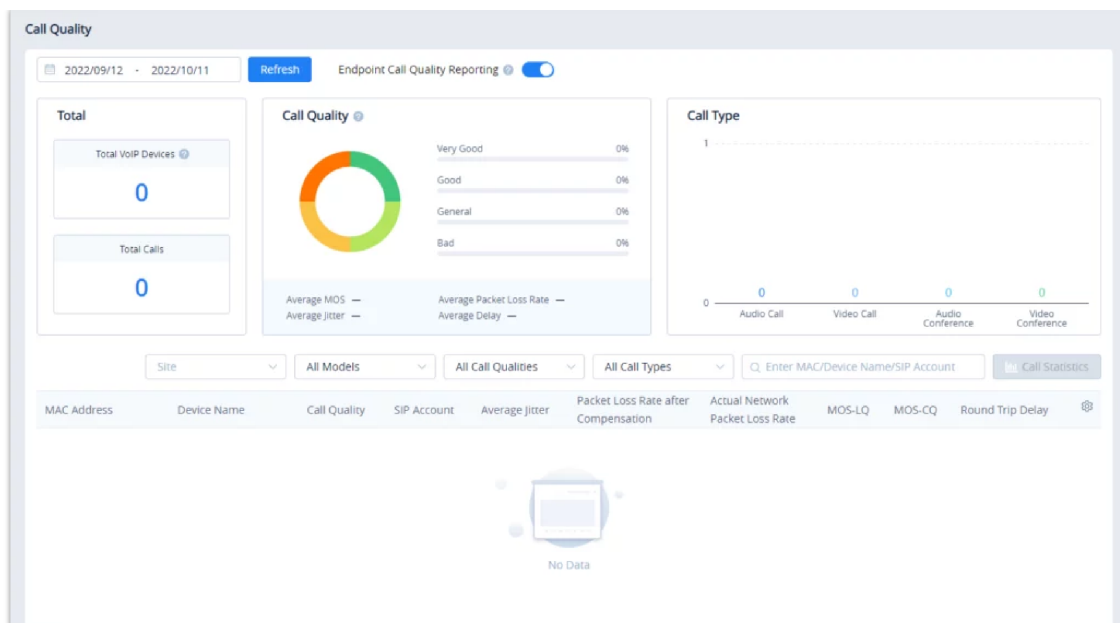 Call Quality
2022/09/12 - 2022/10/11
Refresh
Endpoint Call Quality Reporting
Total
Total VoIP Devices
0
Total Calls
0
Call Quality
Very Good 0%
Good 0%
General 0%
Bad 0%
Average MOS —
Average Packet Loss Rate —
Average Jitter —
Average Delay —
Call Type
1
0
0 0 0 0
Audio Call
Video Call
Audio
Conference
Video
Conference
Site
All Models
All Call Qualities
All Call Types
Enter MAC/Device Name/SIP Account
Call Statistics
MAC Address
Device Name
Call Quality
SIP Account
Average Jitter
Packet Loss Rate after
Compensation
Actual Network
Packet Loss Rate
MOS-LQ
MOS-CQ
Round Trip Delay
No Data